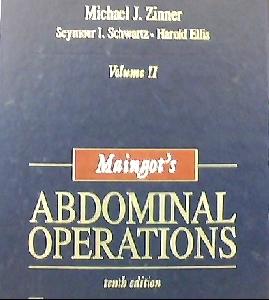 Michael J. Zinner
Seymour I. Schwartz · Harold Ellis
Volume II
Maingot's
ABDOMINAL
OPERATIONS
tenth edition